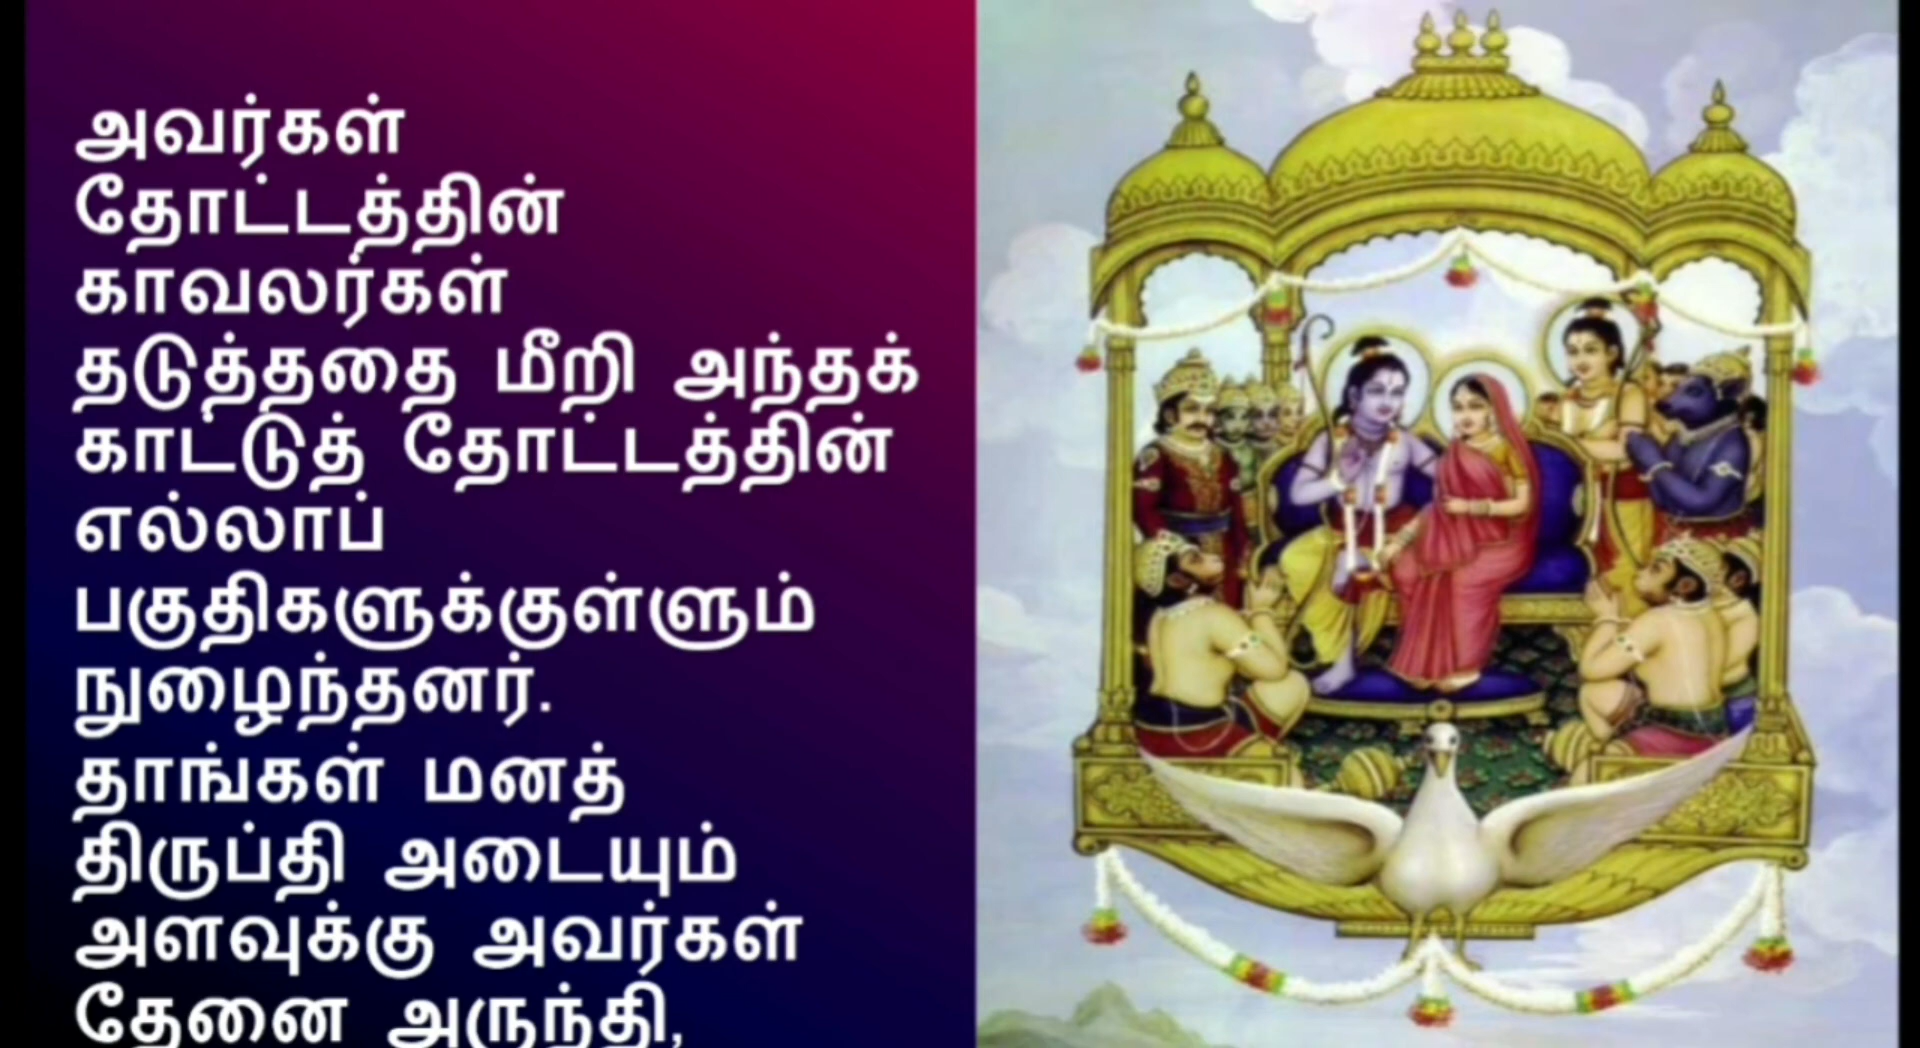 அவர்கள்
தோட்டத்தின்
காவலர்கள்
தடுத்ததை மீறி அந்தக்
காட்டுத் தோட்டத்தின்
எல்லாப்
பகுதிகளுக்குள்ளும்
நுழைந்தனர்.
தாங்கள் மனத்
திருப்தி அடையும்
அளவுக்கு அவர்கள்
தேனை அருந்தி,